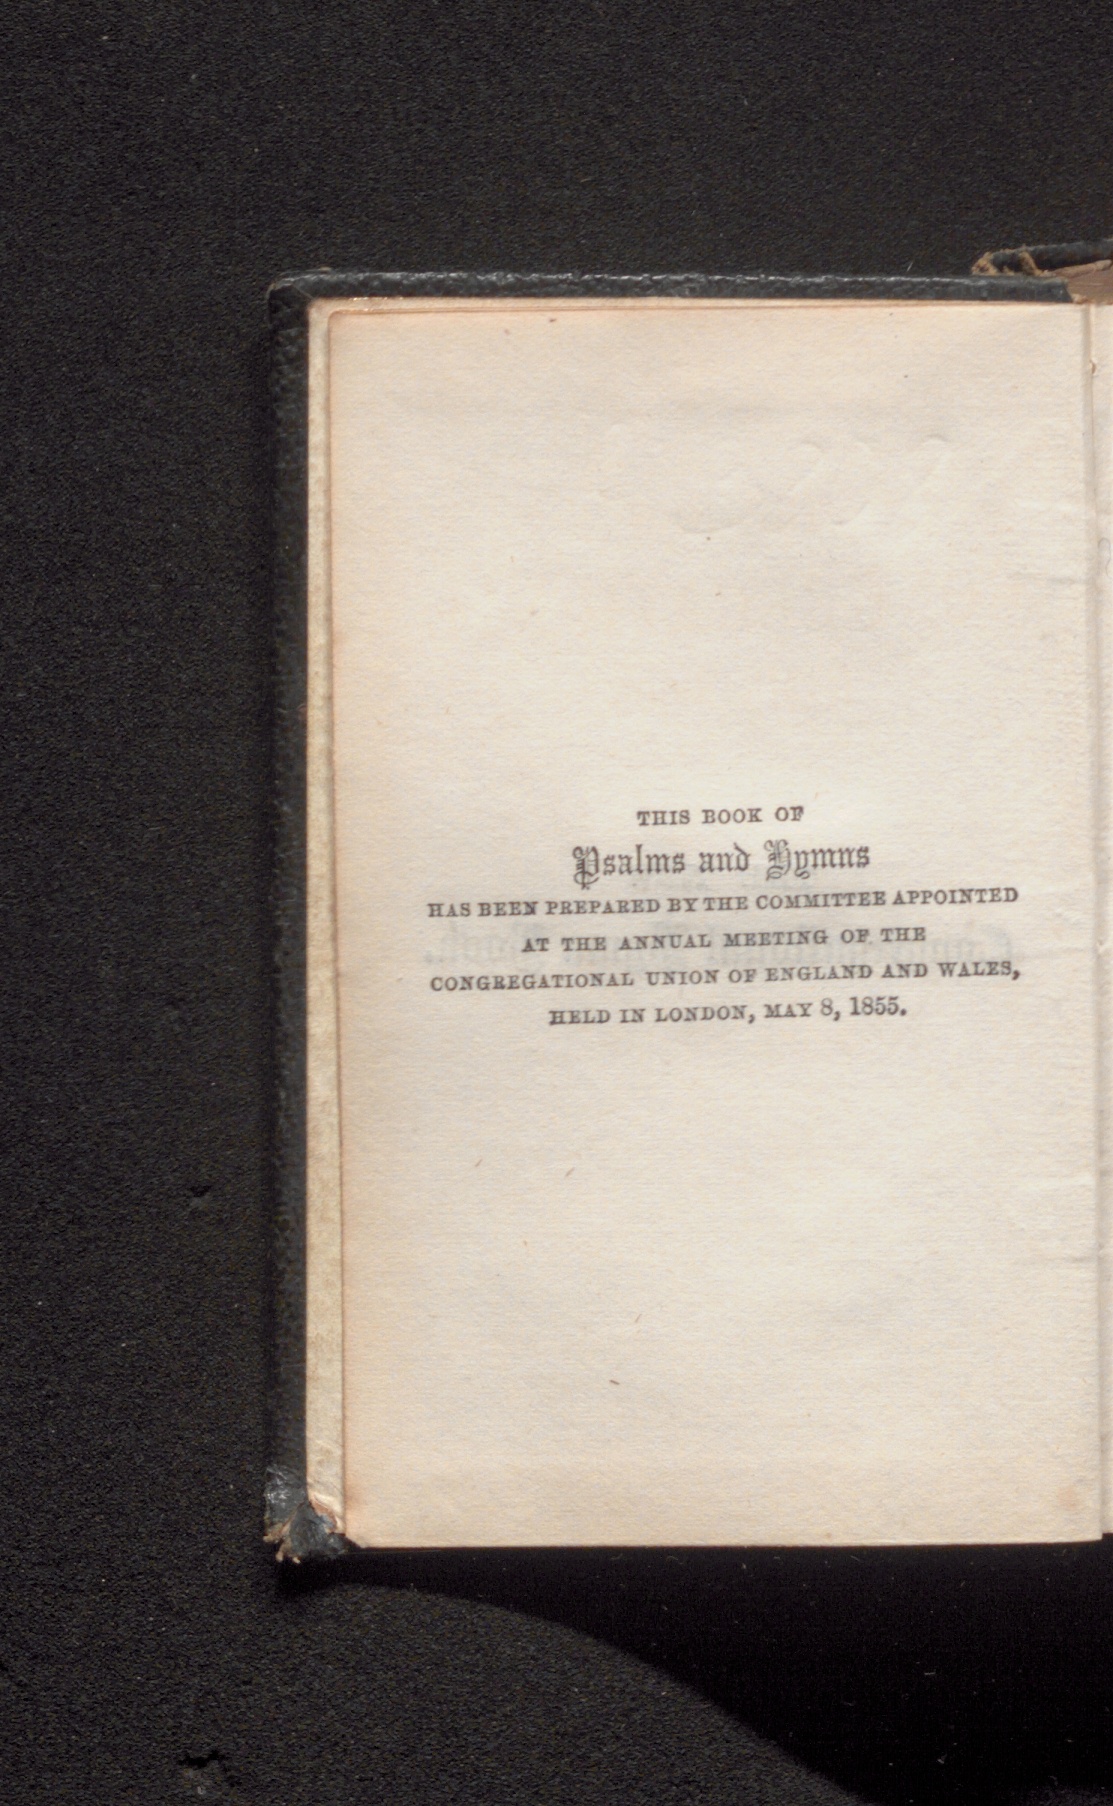 THIS BOOK OF
Psalms and Hymns
HAS BEEN PREPARED BY THE COMMITTEE APPOINTED
AT THE ANNUAL MEETING OF THE
CONGREGATIONAL UNION OF ENGLAND AND WALES,
HELD IN LONDON, MAY 8, 1855.